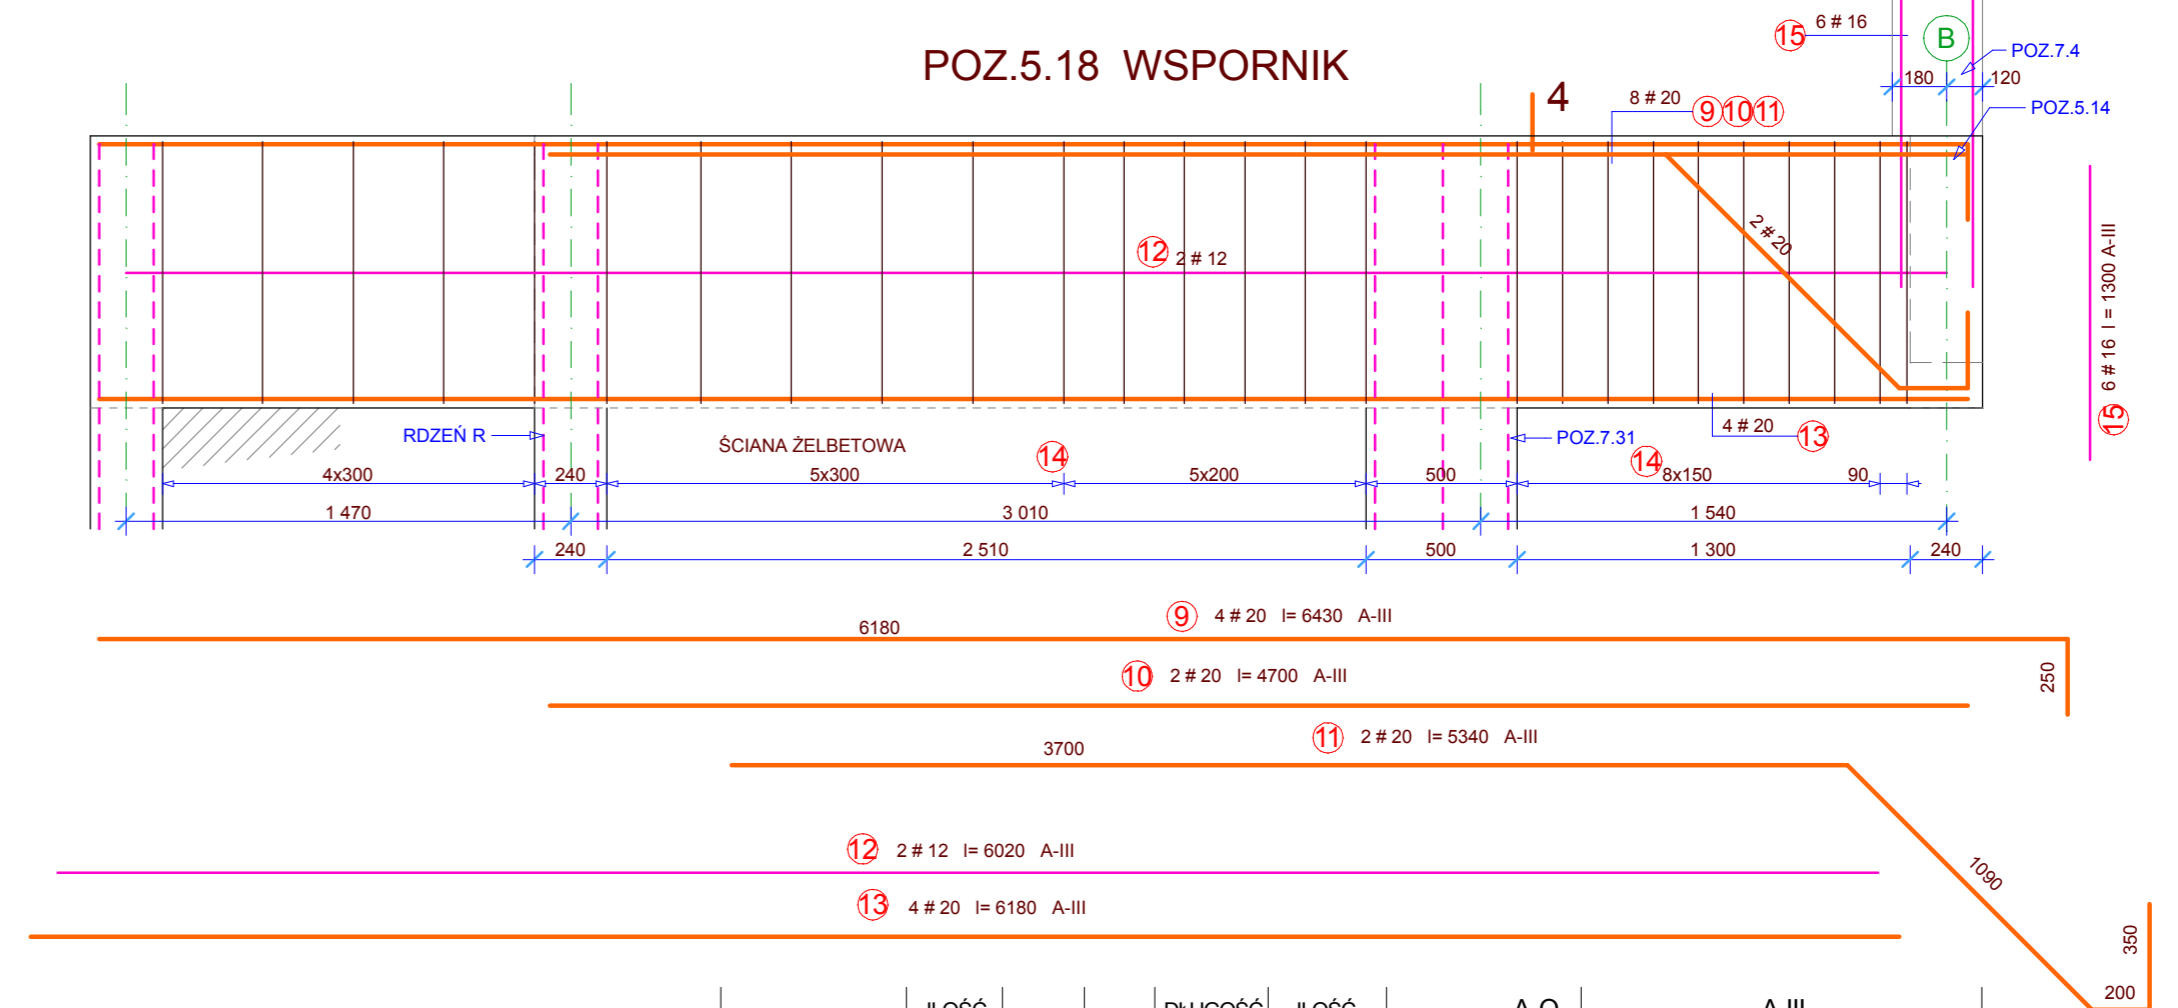 6 # 16
15
B
POZ.5.18 WSPORNIK
POZ.7.4
180
120
4
8 # 20
9 10 11
POZ.5.14
2 # 20
12 2 # 12
15 6 # 16 l = 1300 A-III
RDZEŃ R
ŚCIANA ŻELBETOWA
POZ.7.31
4 # 20 13
14
14
4x300
240
5x300
5x200
500
8x150
90
1 470
3 010
1 540
240
2 510
500
1 300
240
9 4 # 20 l= 6430 A-III
6180
250
10 2 # 20 l= 4700 A-III
11 2 # 20 l= 5340 A-III
3700
1090
12 2 # 12 l= 6020 A-III
13 4 # 20 l= 6180 A-III
350
200
ILOŚĆ
DŁUGOŚĆ
ILOŚĆ
A-O
A-III